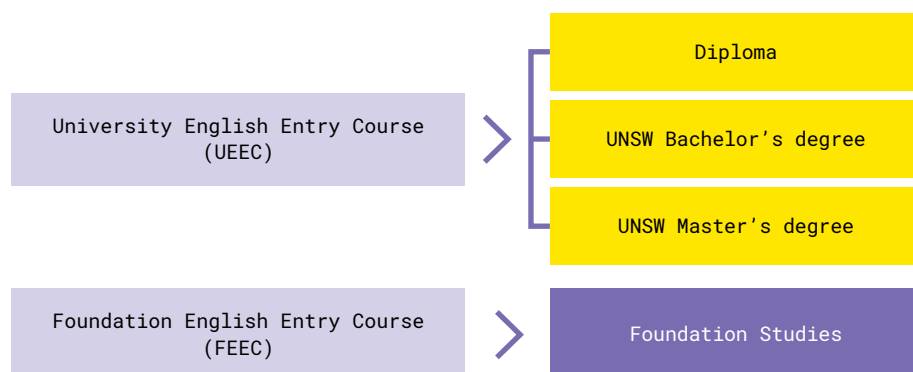 University English Entry Course
(UEEC)
Diploma
UNSW Bachelor’s degree
UNSW Master’s degree
Foundation English Entry Course
(FEEC)
Foundation Studies